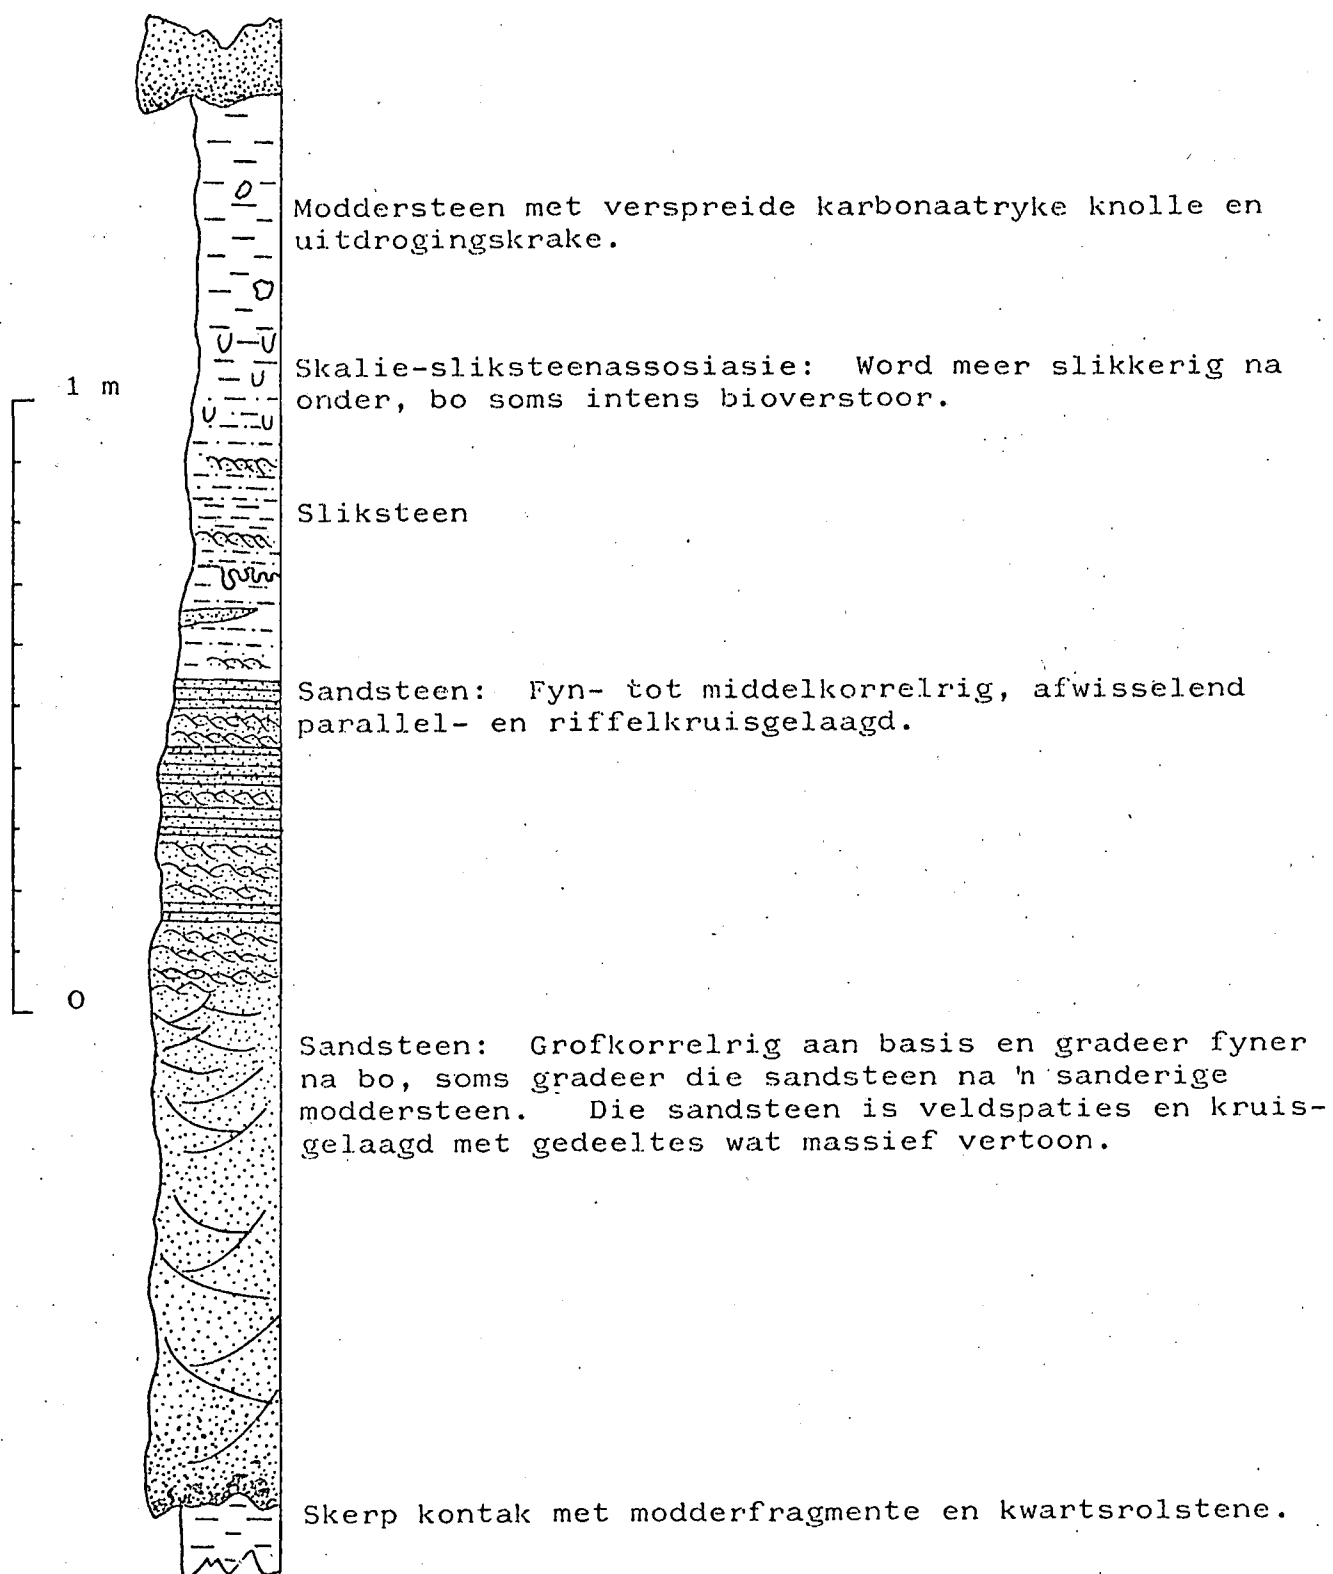 Moddersteen met verspreide karbonaatryke knolle en
uitdrogingskrake.
Skalie-sliksteenassosiasie: Word meer slikkerig na
onder, bo soms intens bioverstoor.
1 m
Sliksteen
Sandsteen: Fyn- tot middelkorrelrig, afwisselend
parallel- en riffelkruisgelaagd.
0
Sandsteen: Grofkorrelrig aan basis en gradeer fyner
na bo, soms gradeer die sandsteen na 'n sanderige
moddersteen. Die sandsteen is veldspaties en kruis-
gelaagd met gedeeltes wat massief vertoon.
Skerp kontak met modderfragmente en kwartsrolstene.